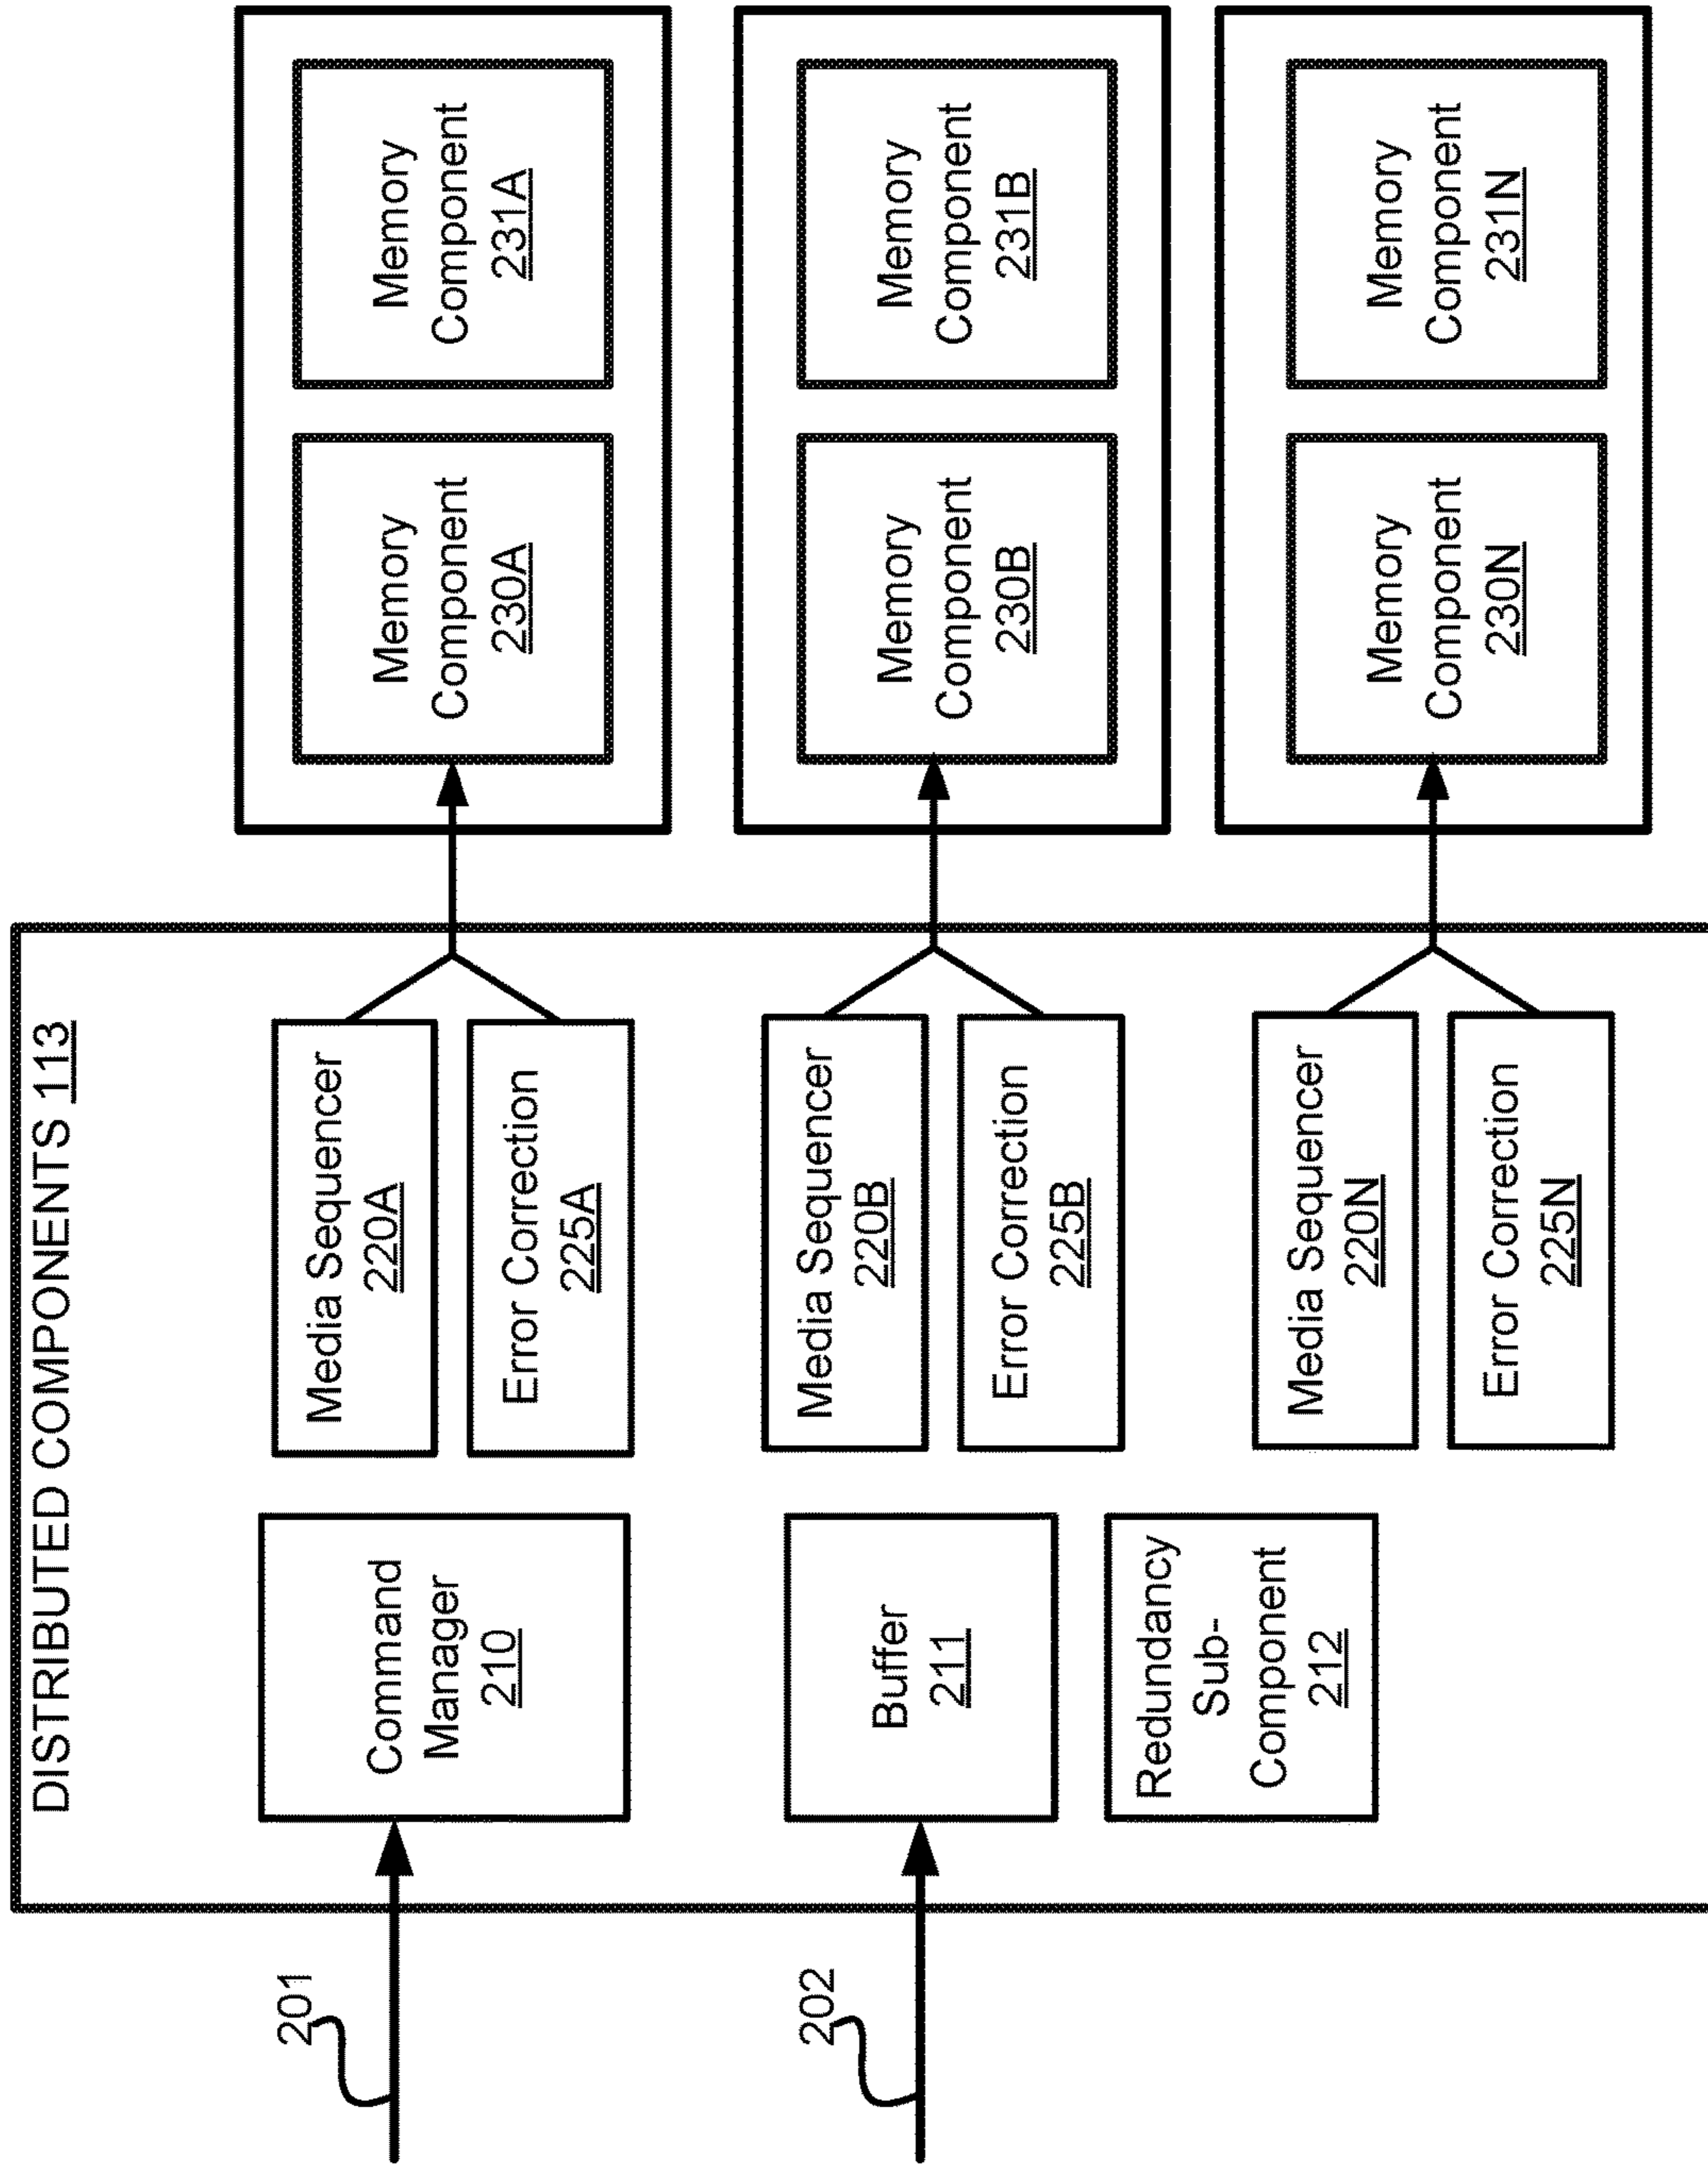 DISTRIBUTED COMPONENTS 113
201
Command
Manager
210
Media Sequencer
220A
Error Correction
225A
Memory
Component
230A
Memory
Component
231A
202
Buffer
211
Redundancy
Sub-
Component
212
Media Sequencer
220B
Error Correction
225B
Memory
Component
230B
Memory
Component
231B
Media Sequencer
220N
Error Correction
225N
Memory
Component
230N
Memory
Component
231N